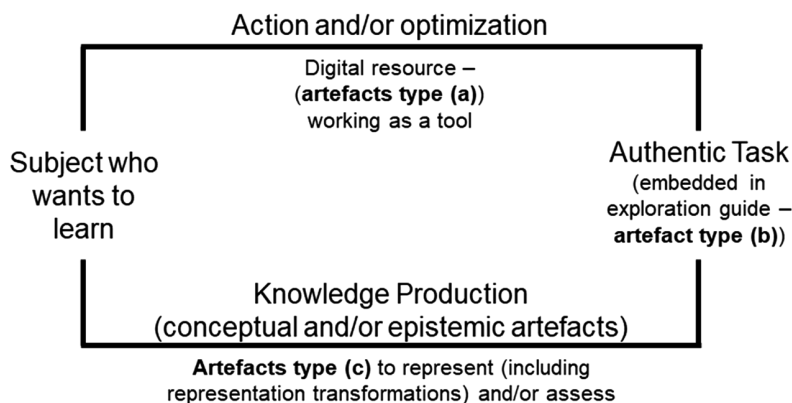 Action and/or optimization
Digital resource –
(artefacts type (a))
working as a tool
Subject who
wants to
learn
Authentic Task
(embedded in
exploration guide –
artefact type (b))
Knowledge Production
(conceptual and/or epistemic artefacts)
Artefacts type (c) to represent (including
representation transformations) and/or assess